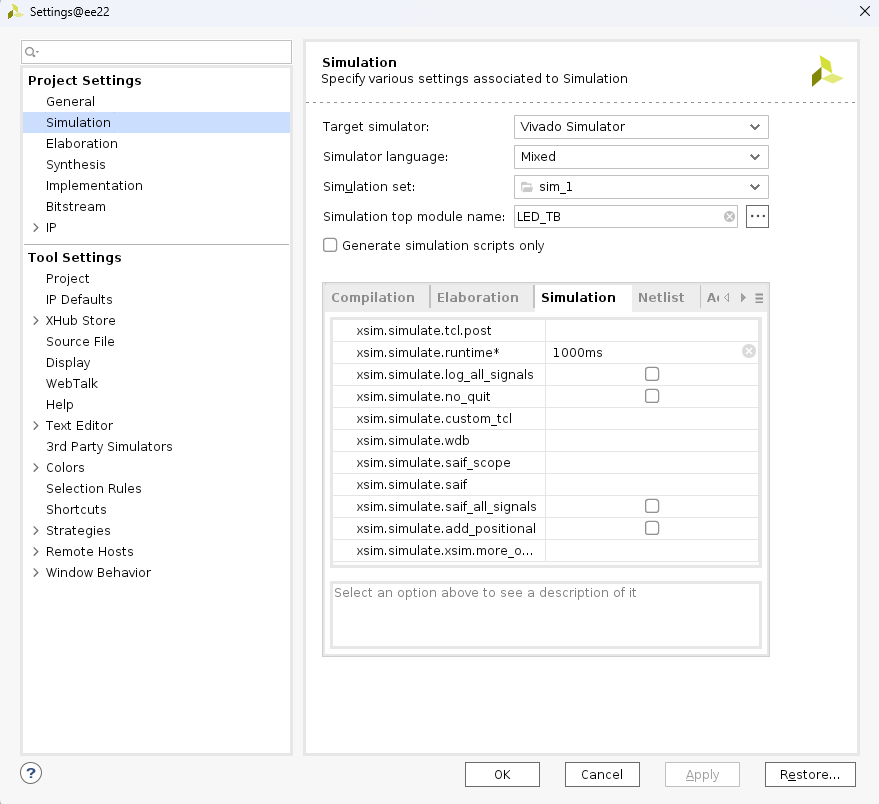 Settings@ee22
Project Settings
General
Simulation
Elaboration
Synthesis
Implementation
Bitstream
IP
Tool Settings
Project
IP Defaults
XHub Store
Source File
Display
WebTalk
Help
Text Editor
3rd Party Simulators
Colors
Selection Rules
Shortcuts
Strategies
Remote Hosts
Window Behavior
Simulation
Specify various settings associated to Simulation
Target simulator: Vivado Simulator
Simulator language: Mixed
Simulation set: sim_1
Simulation top module name: LED_TB ...
Generate simulation scripts only
Compilation Elaboration Simulation Netlist
xsim.simulate.tcl.post
xsim.simulate.runtime* 1000ms
xsim.simulate.log_all_signals
xsim.simulate.no_quit
xsim.simulate.custom_tcl
xsim.simulate.wdb
xsim.simulate.saif_scope
xsim.simulate.saif
xsim.simulate.saif_all_signals
xsim.simulate.add_positional
xsim.simulate.xsim.more_o...
Select an option above to see a description of it
? OK Cancel Apply Restore...